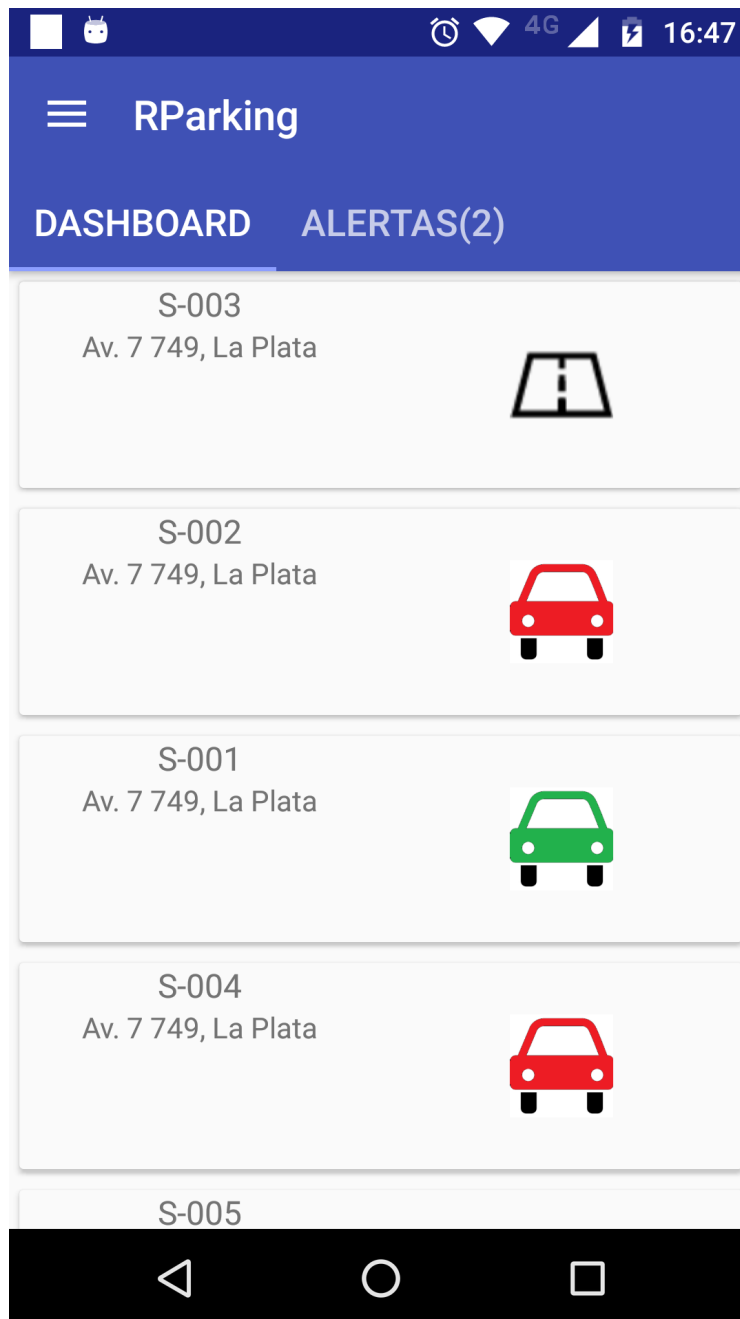 4G 16:47
RParking
DASHBOARD ALERTAS(2)
S-003
Av. 7 749, La Plata
S-002
Av. 7 749, La Plata
S-001
Av. 7 749, La Plata
S-004
Av. 7 749, La Plata
S-005